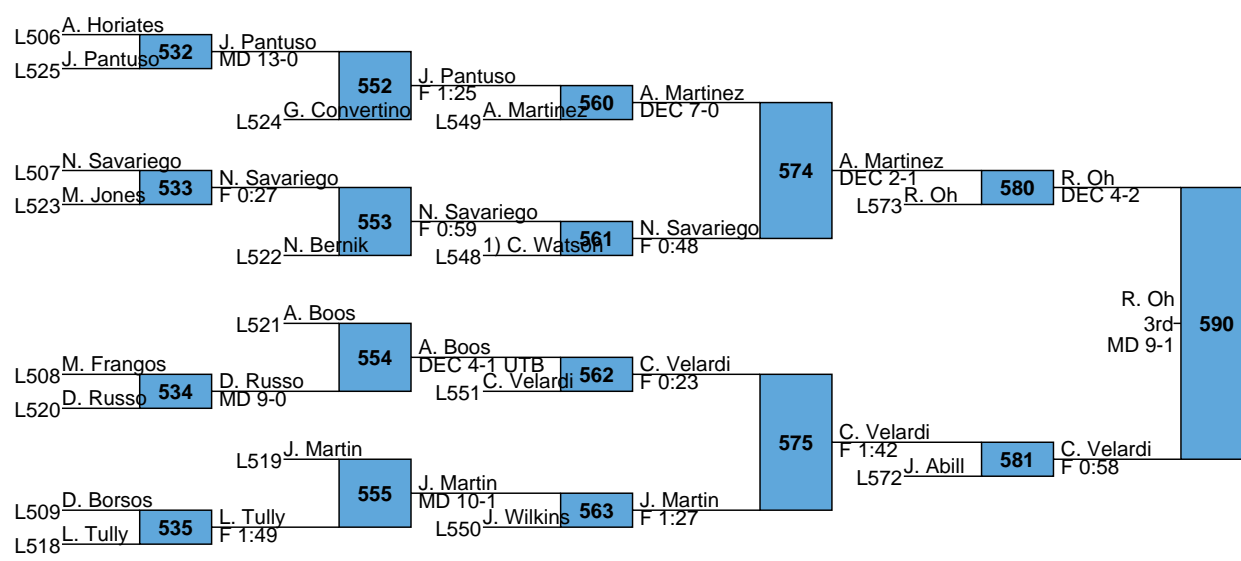 A. Horiates
L506
532
J. Pantuso
MD 13-0
J. Pantuso
L525
552
J. Pantuso
F 1:25
G. Convertino
L524
A. Martinez
L549
560
A. Martinez
DEC 7-0
N. Savariego
L507
533
N. Savariego
F 0:27
M. Jones
L523
553
N. Savariego
F 0:59
N. Bernik
L522
1) C. Watson
L548
561
N. Savariego
F 0:48
574
A. Martinez
DEC 2-1
R. Oh
L573
580
R. Oh
DEC 4-2
A. Boos
L521
554
A. Boos
DEC 4-1 UTB
M. Frangos
L508
534
D. Russo
MD 9-0
D. Russo
L520
C. Velardi
L551
562
C. Velardi
F 0:23
J. Martin
L519
555
J. Martin
MD 10-1
D. Borsos
L509
535
L. Tully
F 1:49
L. Tully
L518
J. Wilkins
L550
563
J. Martin
F 1:27
575
C. Velardi
F 1:42
J. Abill
L572
581
C. Velardi
F 0:58
R. Oh
3rd
MD 9-1
590